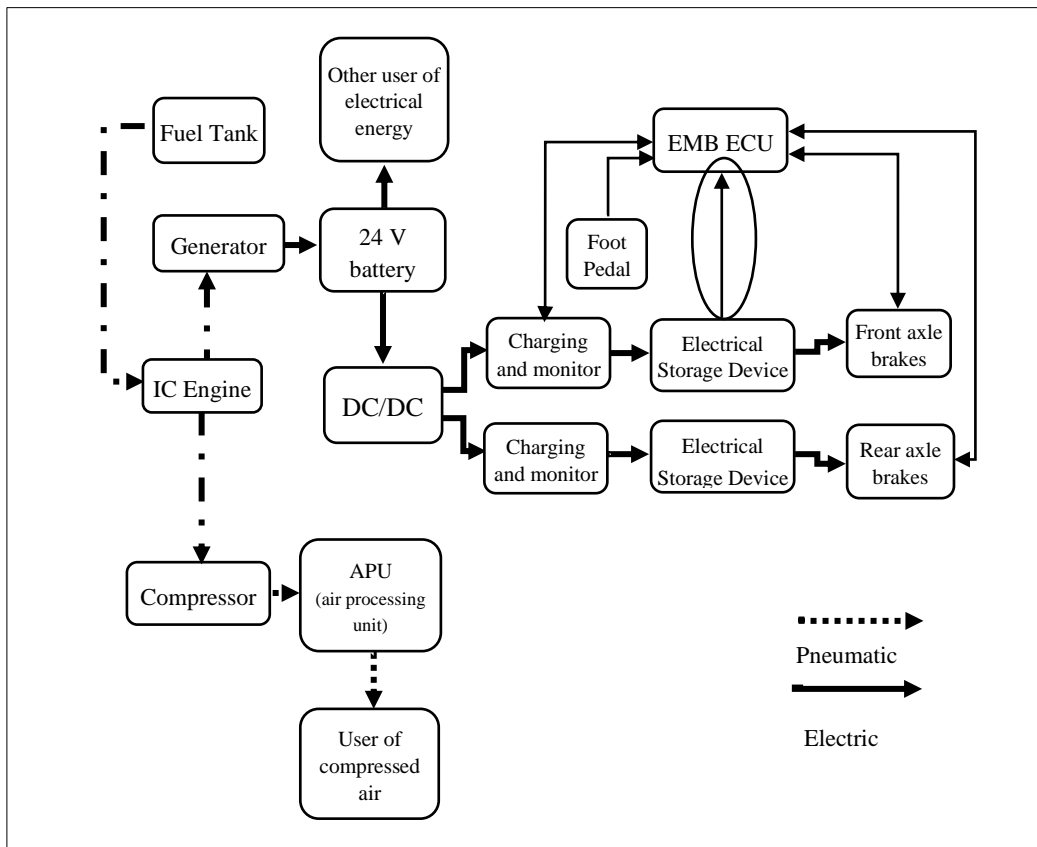 Other user of
electrical
energy
Fuel Tank
EMB ECU
Generator
24 V
battery
Foot
Pedal
Charging
and monitor
Electrical
Storage Device
Front axle
brakes
IC Engine
DC/DC
Charging
and monitor
Electrical
Storage Device
Rear axle
brakes
Compressor
APU
(air processing
unit)
Pneumatic
User of
compressed
air
Electric